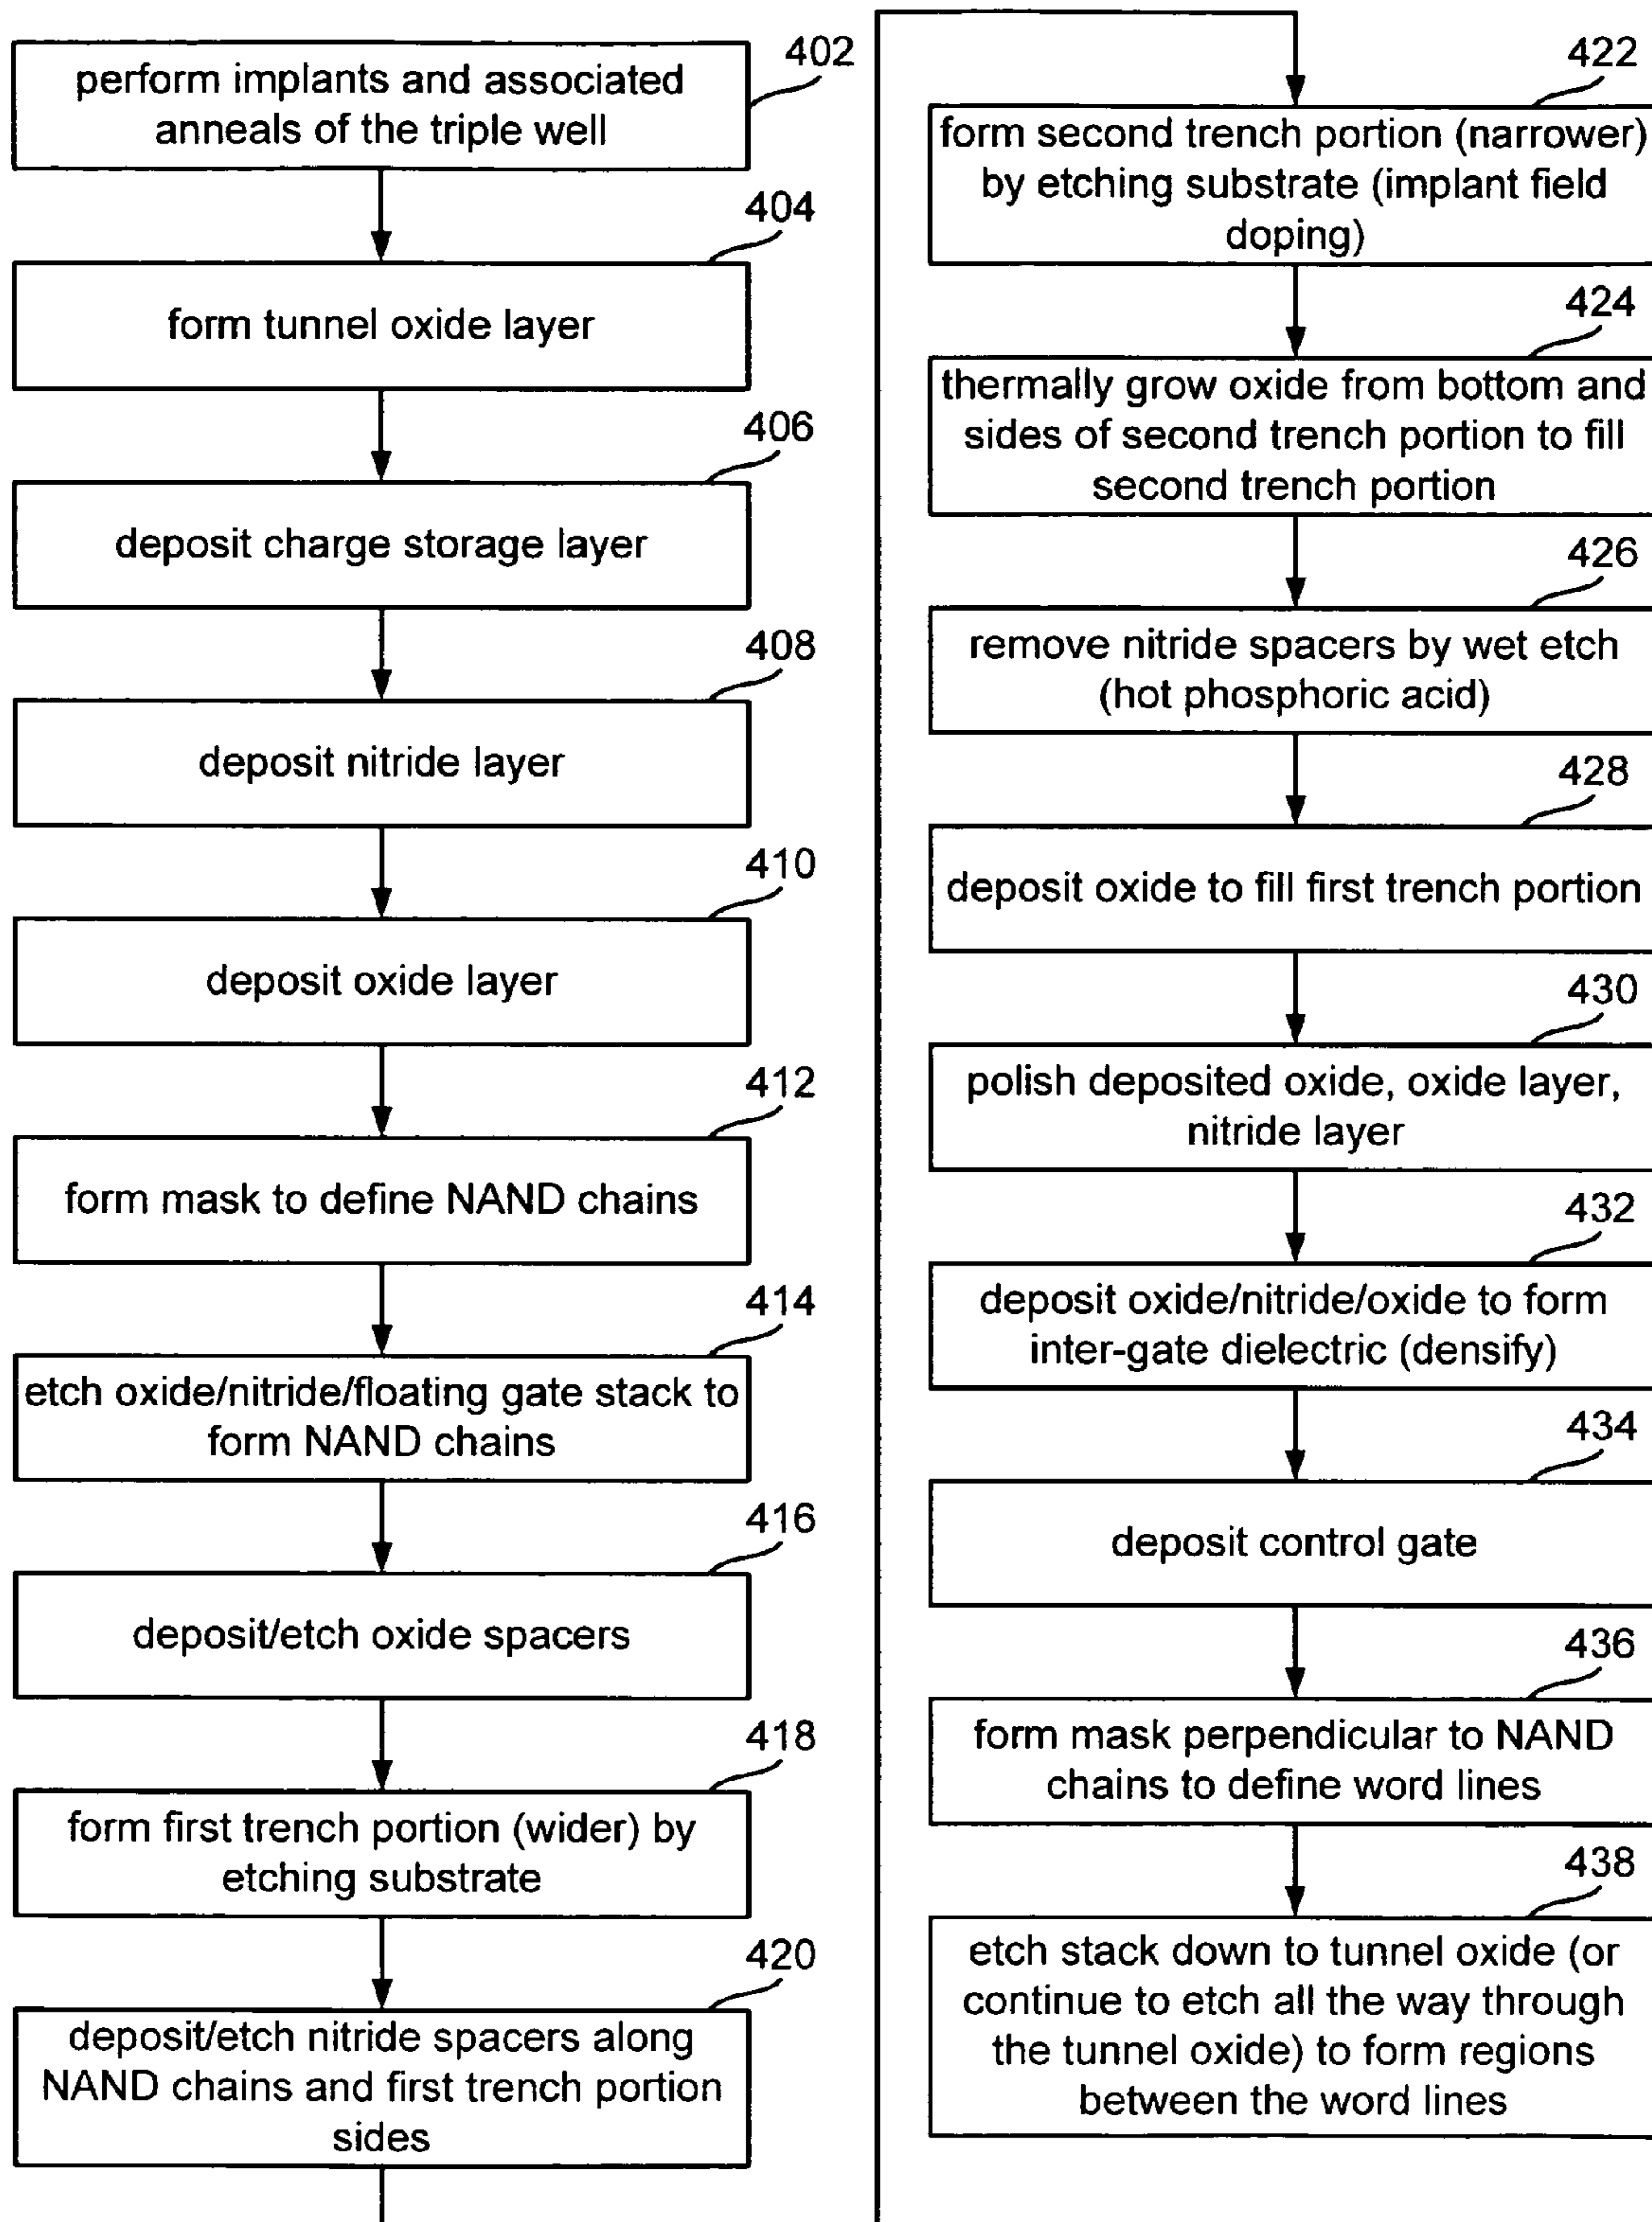 402
perform implants and associated
anneals of the triple well
404
form tunnel oxide layer
406
deposit charge storage layer
408
deposit nitride layer
410
deposit oxide layer
412
form mask to define NAND chains
414
etch oxide/nitride/floating gate stack to
form NAND chains
416
deposit/etch oxide spacers
418
form first trench portion (wider) by
etching substrate
420
deposit/etch nitride spacers along
NAND chains and first trench portion
sides
422
form second trench portion (narrower)
by etching substrate (implant field
doping)
424
thermally grow oxide from bottom and
sides of second trench portion to fill
second trench portion
426
remove nitride spacers by wet etch
(hot phosphoric acid)
428
deposit oxide to fill first trench portion
430
polish deposited oxide, oxide layer,
nitride layer
432
deposit oxide/nitride/oxide to form
inter-gate dielectric (densify)
434
deposit control gate
436
form mask perpendicular to NAND
chains to define word lines
438
etch stack down to tunnel oxide (or
continue to etch all the way through
the tunnel oxide) to form regions
between the word lines